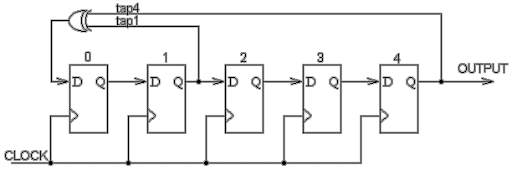 tap4
tap1
0 1 2 3 4
D Q D Q D Q D Q D Q
OUTPUT
CLOCK